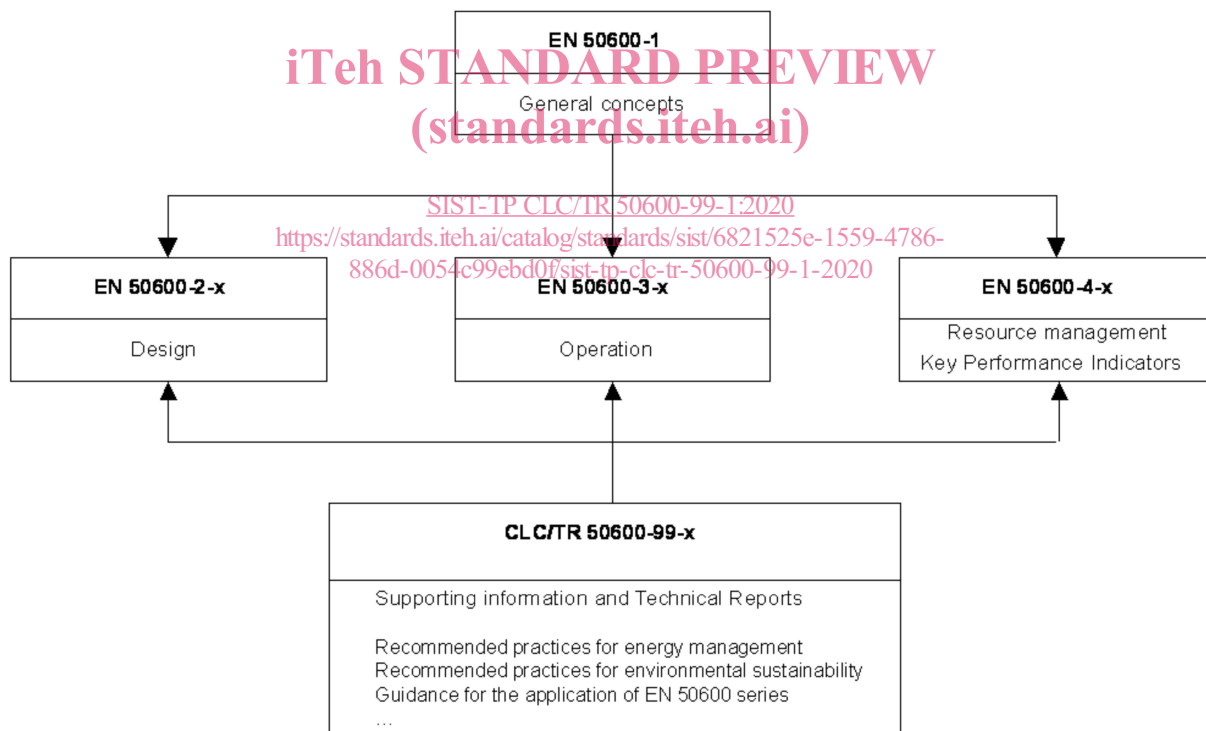 EN 50600-1
iTeh STANDARD PREVIEW
General concepts
(standards.iteh.ai)
SIST-TP CLC/TR 50600-99-1:2020
https://standards.iteh.ai/catalog/standards/sist/6821525e-1559-4786-
886d-0054c99ebd0f/sist-tp-clc-tr-50600-99-1-2020
EN 50600-2-x
EN 50600-3-x
EN 50600-4-x
Design
Operation
Resource management
Key Performance Indicators
CLC/TR 50600-99-x
Supporting information and Technical Reports
Recommended practices for energy management
Recommended practices for environmental sustainability
Guidance for the application of EN 50600 series
...